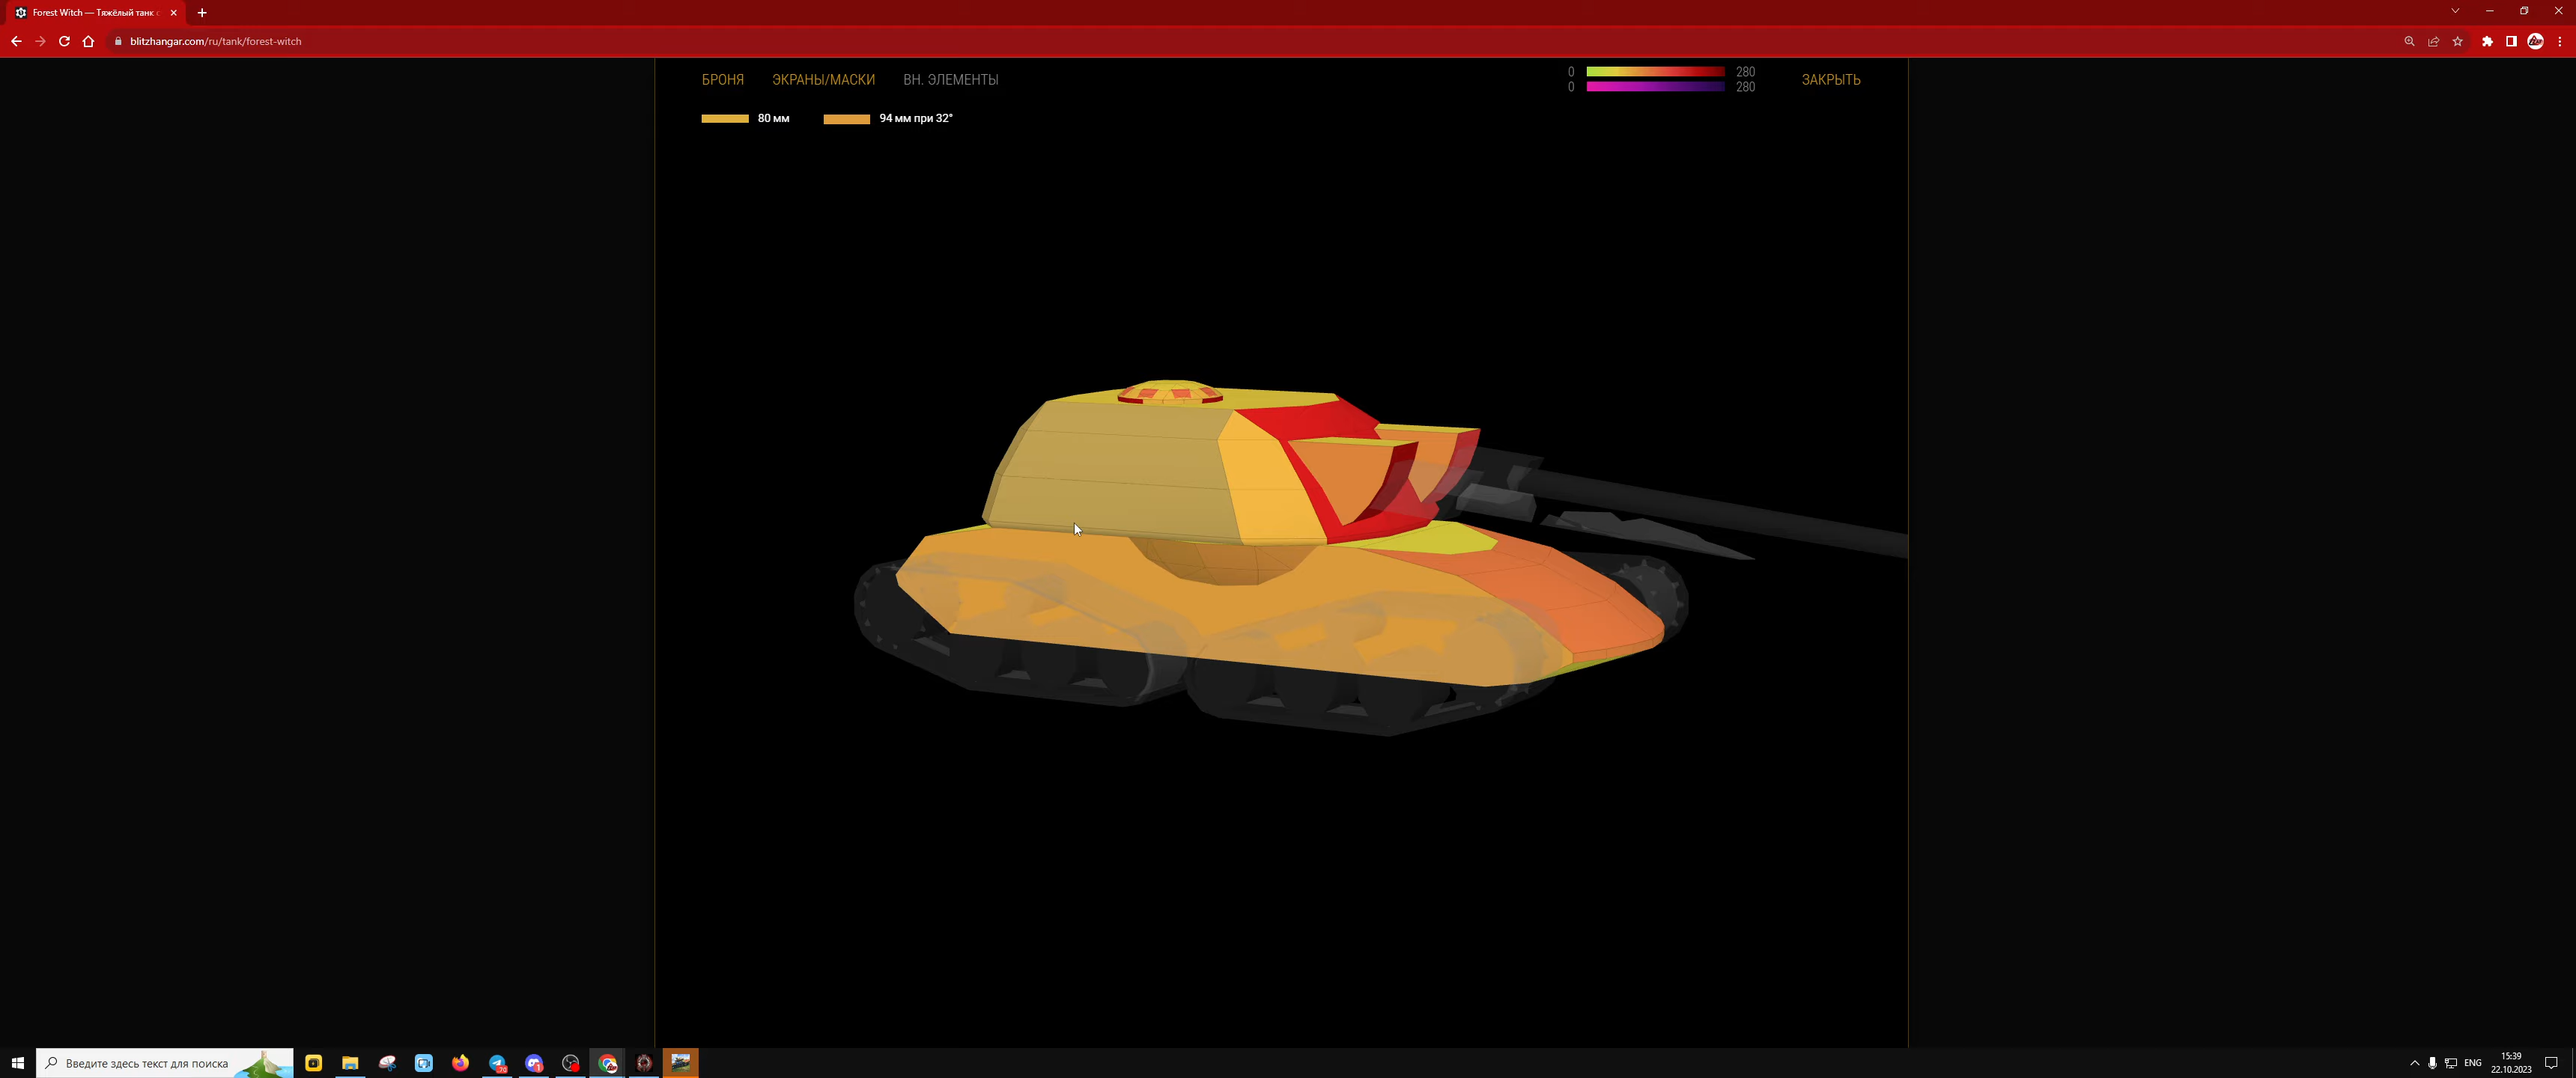 Forest Witch — Тяжёлый танк с
blitzhangar.com/ru/tank/forest-witch
БРОНЯ ЭКРАНЫ/МАСКИ ВН. ЭЛЕМЕНТЫ 0 280 ЗАКРЫТЬ
0 280
80 мм 94 мм при 32°
Введите здесь текст для поиска ENG 15:39
22.10.2023